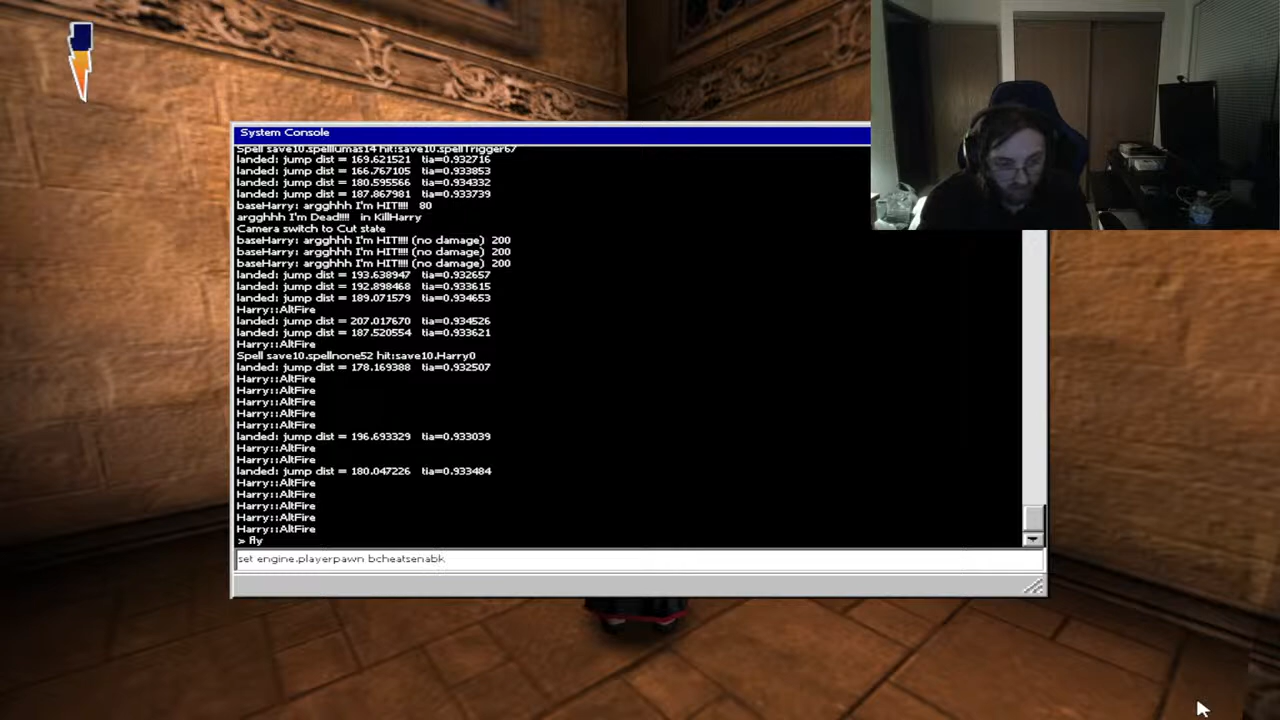 System Console
Spell save10.spelllumas14 hit:save10.spellTrigger67
landed: jump dist = 169.621521 tia=0.932716
landed: jump dist = 166.767105 tia=0.933853
landed: jump dist = 180.595566 tia=0.934332
landed: jump dist = 187.867981 tia=0.933739
baseHarry: argghhh I'm HIT!!!! 80
argghhh I'm Dead!!!! in KillHarry
Camera switch to Cut state
baseHarry: argghhh I'm HIT!!!! (no damage) 200
baseHarry: argghhh I'm HIT!!!! (no damage) 200
baseHarry: argghhh I'm HIT!!!! (no damage) 200
landed: jump dist = 193.638947 tia=0.932657
landed: jump dist = 192.898468 tia=0.933615
landed: jump dist = 189.071579 tia=0.934653
Harry::AltFire
landed: jump dist = 207.017670 tia=0.934526
landed: jump dist = 187.520554 tia=0.933621
Harry::AltFire
Spell save10.spellnone52 hit:save10.Harry0
landed: jump dist = 178.169388 tia=0.932507
Harry::AltFire
Harry::AltFire
Harry::AltFire
Harry::AltFire
Harry::AltFire
landed: jump dist = 196.693329 tia=0.933039
Harry::AltFire
Harry::AltFire
landed: jump dist = 180.047226 tia=0.933484
Harry::AltFire
Harry::AltFire
Harry::AltFire
Harry::AltFire
Harry::AltFire
> fly
set engine.playerpawn bcheatsenabk